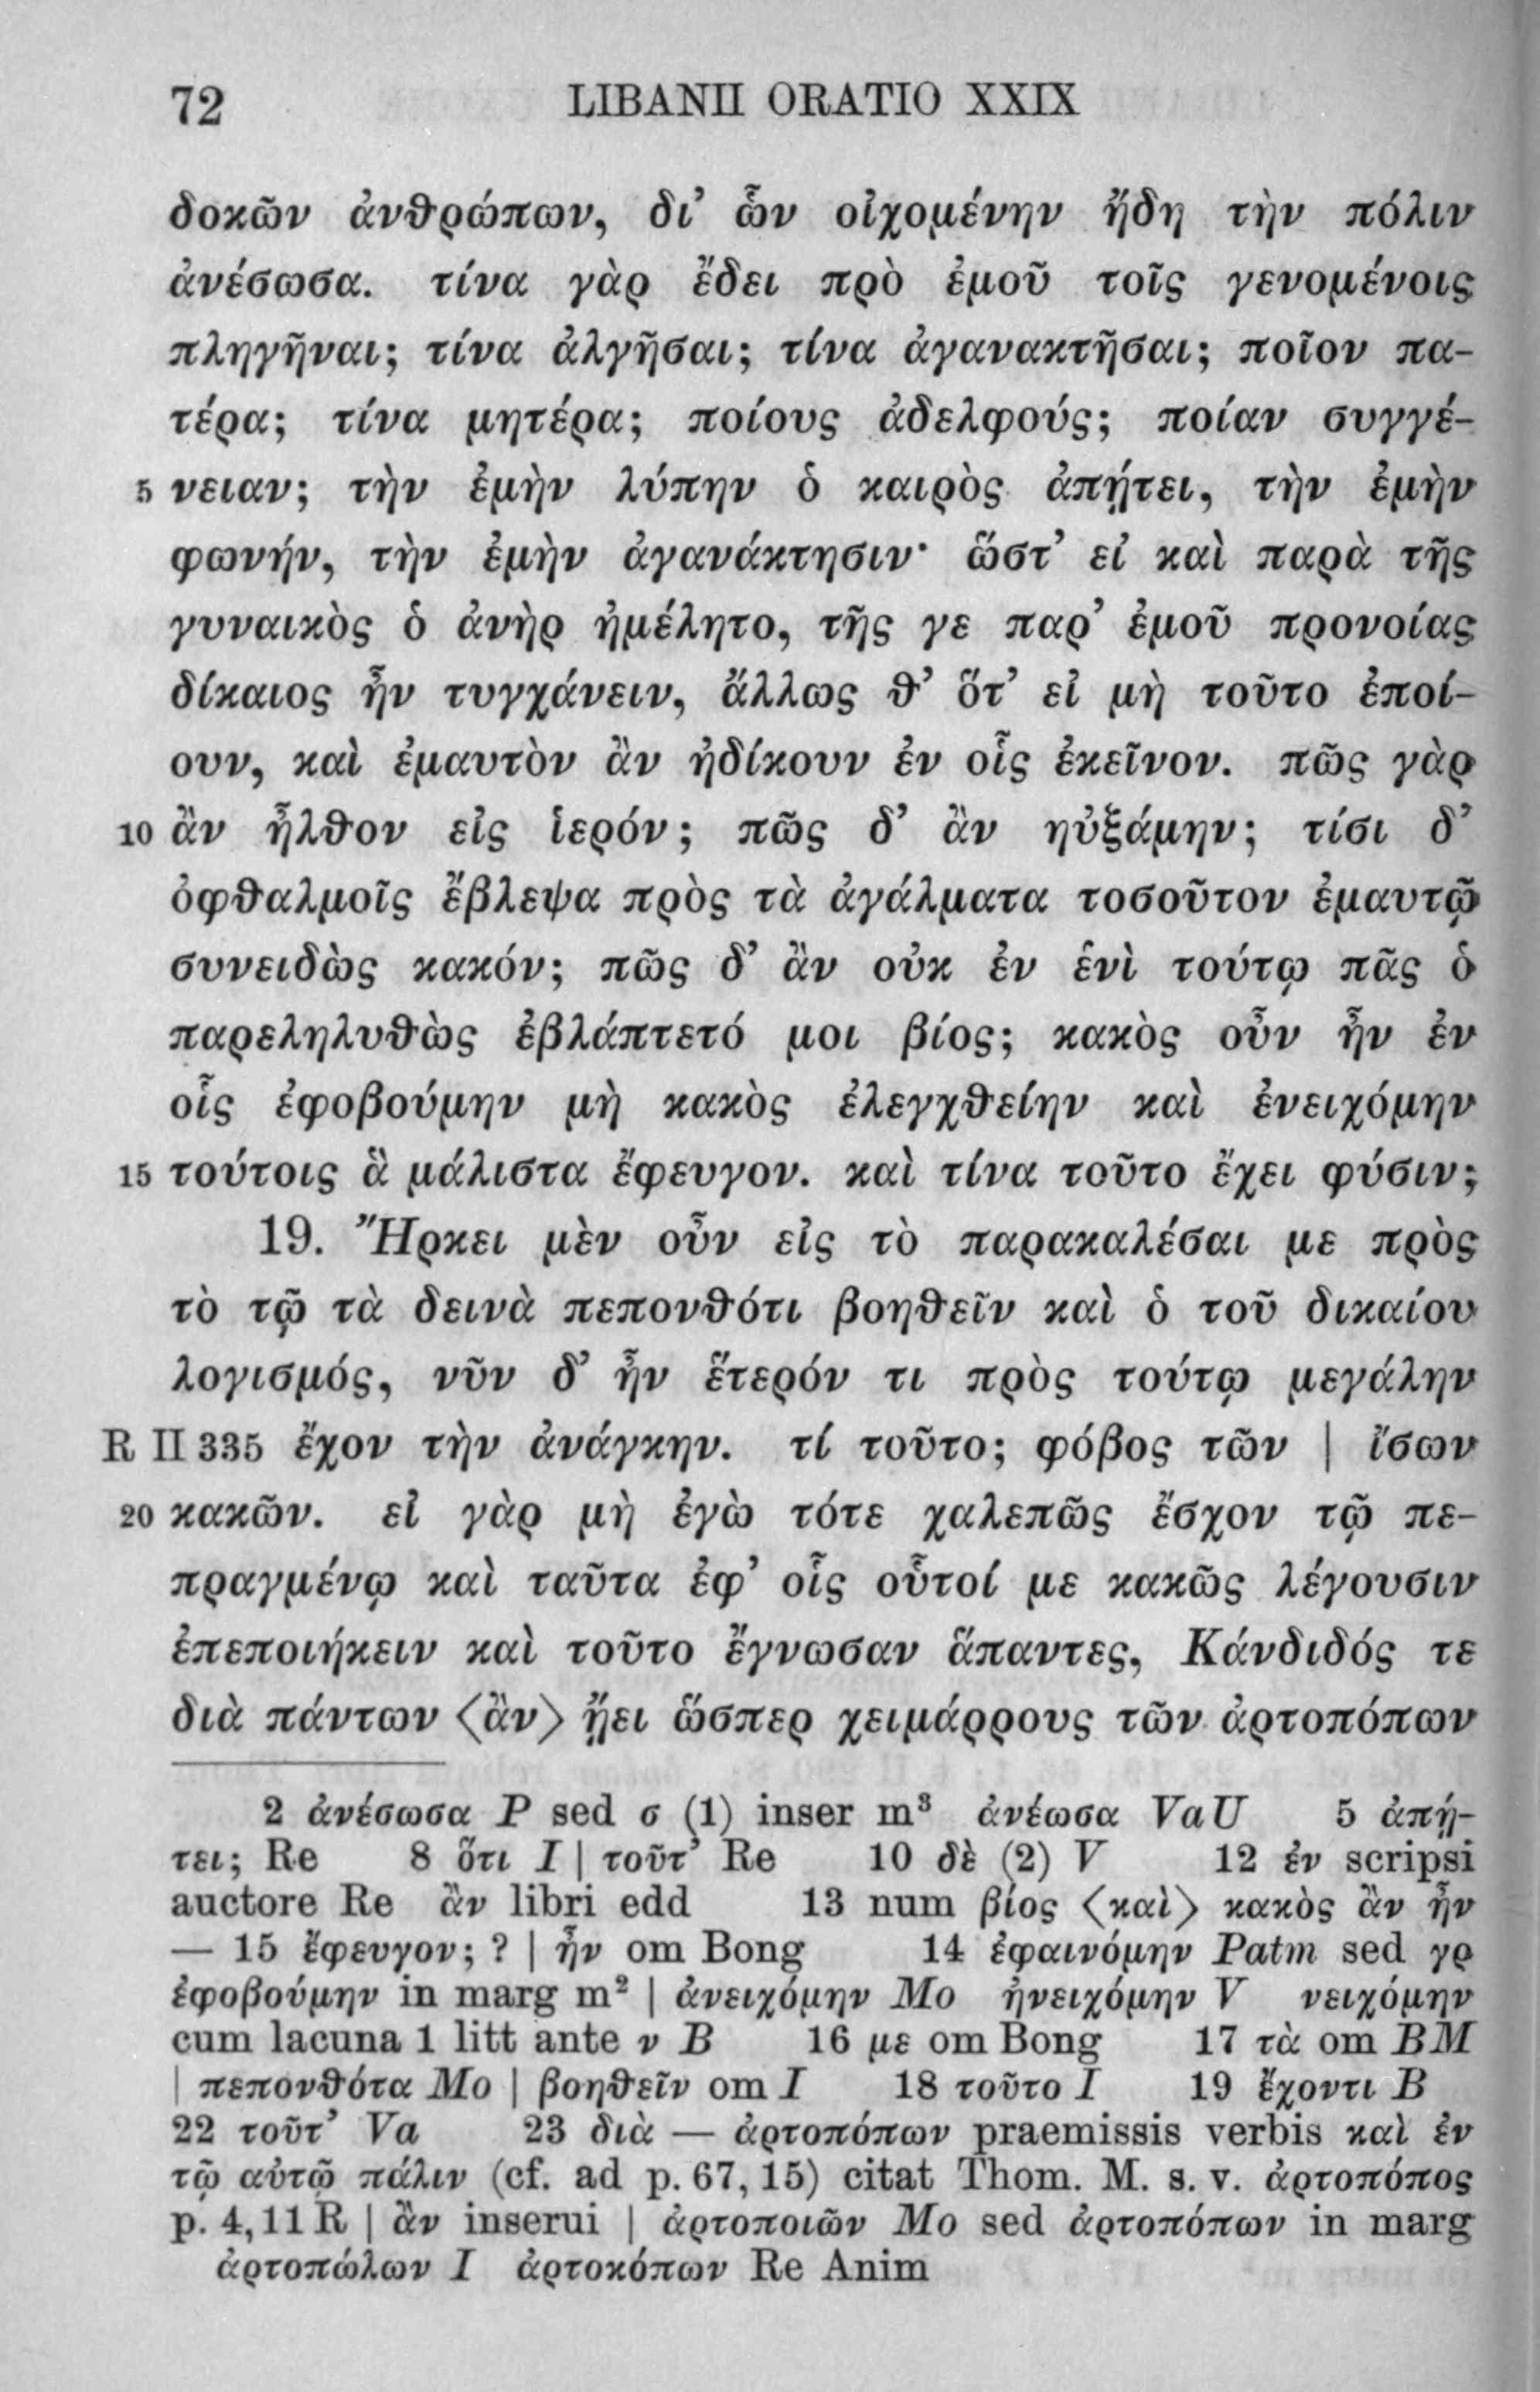 72 LIBANII ORATIO XXIX
δοκῶν ἀνθρώπων, δι’ ὧν οἰχομένην ἤδη τὴν πόλιν
ἀνέσωσα. τίνα γὰρ ἔδει πρὸ ἐμοῦ τοῖς γενομένοις
πληγῆναι; τίνα ἀλγῆσαι; τίνα ἀγανακτῆσαι; ποῖον πα-
τέρα; τίνα μητέρα; ποίους ἀδελφούς; ποίαν συγγέ-
5 νειαν; τὴν ἐμὴν λύπην ὁ καιρὸς ἀπῄτει, τὴν ἐμὴν
φωνήν, τὴν ἐμὴν ἀγανάκτησιν· ὥστ’ εἰ καὶ παρὰ τῆς
γυναικὸς ὁ ἀνὴρ ἠμέλητο, τῆς γε παρ’ ἐμοῦ προνοίας
δίκαιος ἦν τυγχάνειν, ἄλλως θ’ ὅτ’ εἰ μὴ τοῦτο ἐποί-
ουν, καὶ ἐμαυτὸν ἂν ἠδίκουν ἐν οἷς ἐκεῖνον. πῶς γὰρ
10 ἂν ἦλθον εἰς ἱερόν; πῶς δ’ ἂν ηὐξάμην; τίσι δ’
ὀφθαλμοῖς ἔβλεψα πρὸς τὰ ἀγάλματα τοσοῦτον ἐμαυτῷ
συνειδὼς κακόν; πῶς δ’ ἂν οὐκ ἐν ἑνὶ τούτῳ πᾶς ὁ
παρεληλυθὼς ἐβλάπτετό μοι βίος; κακὸς οὖν ἦν ἐν
οἷς ἐφοβούμην μὴ κακὸς ἐλεγχθείην καὶ ἐνειχόμην
15 τούτοις ἃ μάλιστα ἔφευγον. καὶ τίνα τοῦτο ἔχει φύσιν;
19. Ἤρκει μὲν οὖν εἰς τὸ παρακαλέσαι με πρὸς
τὸ τῷ τὰ δεινὰ πεπονθότι βοηθεῖν καὶ ὁ τοῦ δικαίου
λογισμός, νῦν δ’ ἦν ἕτερόν τι πρὸς τούτῳ μεγάλην
R II 335 ἔχον τὴν ἀνάγκην. τί τοῦτο; φόβος τῶν | ἴσων
20 κακῶν. εἰ γὰρ μὴ ἐγὼ τότε χαλεπῶς ἔσχον τῷ πε-
πραγμένῳ καὶ ταῦτα ἐφ’ οἷς οὗτοί με κακῶς λέγουσιν
ἐπεποιήκειν καὶ τοῦτο ἔγνωσαν ἅπαντες, Κάνδιδός τε
διὰ πάντων ⟨ἂν⟩ ᾔει ὥσπερ χειμάρρους τῶν ἀρτοπόπων
2 ἀνέσωσα P sed σ (1) inser m³ ἀνέωσα VaU 5 ἀπῄ-
τει; Re 8 ὅτι I | τοῦτ’ Re 10 δὲ (2) V 12 ἐν scripsi
auctore Re ἂν libri edd 13 num βίος ⟨καὶ⟩ κακὸς ἂν ἦν
— 15 ἔφευγον; ? | ἦν om Bong 14 ἐφαινόμην Patm sed γρ
ἐφοβούμην in marg m² | ἀνειχόμην Mo ἠνειχόμην V νειχόμην
cum lacuna 1 litt ante ν B 16 με om Bong 17 τὰ om BM
| πεπονθότα Mo | βοηθεῖν om I 18 τοῦτο I 19 ἔχοντι B
22 τοῦτ’ Va 23 διὰ — ἀρτοπόπων praemissis verbis καὶ ἐν
τῷ αὐτῷ πάλιν (cf. ad p. 67, 15) citat Thom. M. s. v. ἀρτοπόπος
p. 4,11 R | ἂν inserui | ἀρτοποιῶν Mo sed ἀρτοπόπων in marg
ἀρτοπώλων I ἀρτοκόπων Re Anim